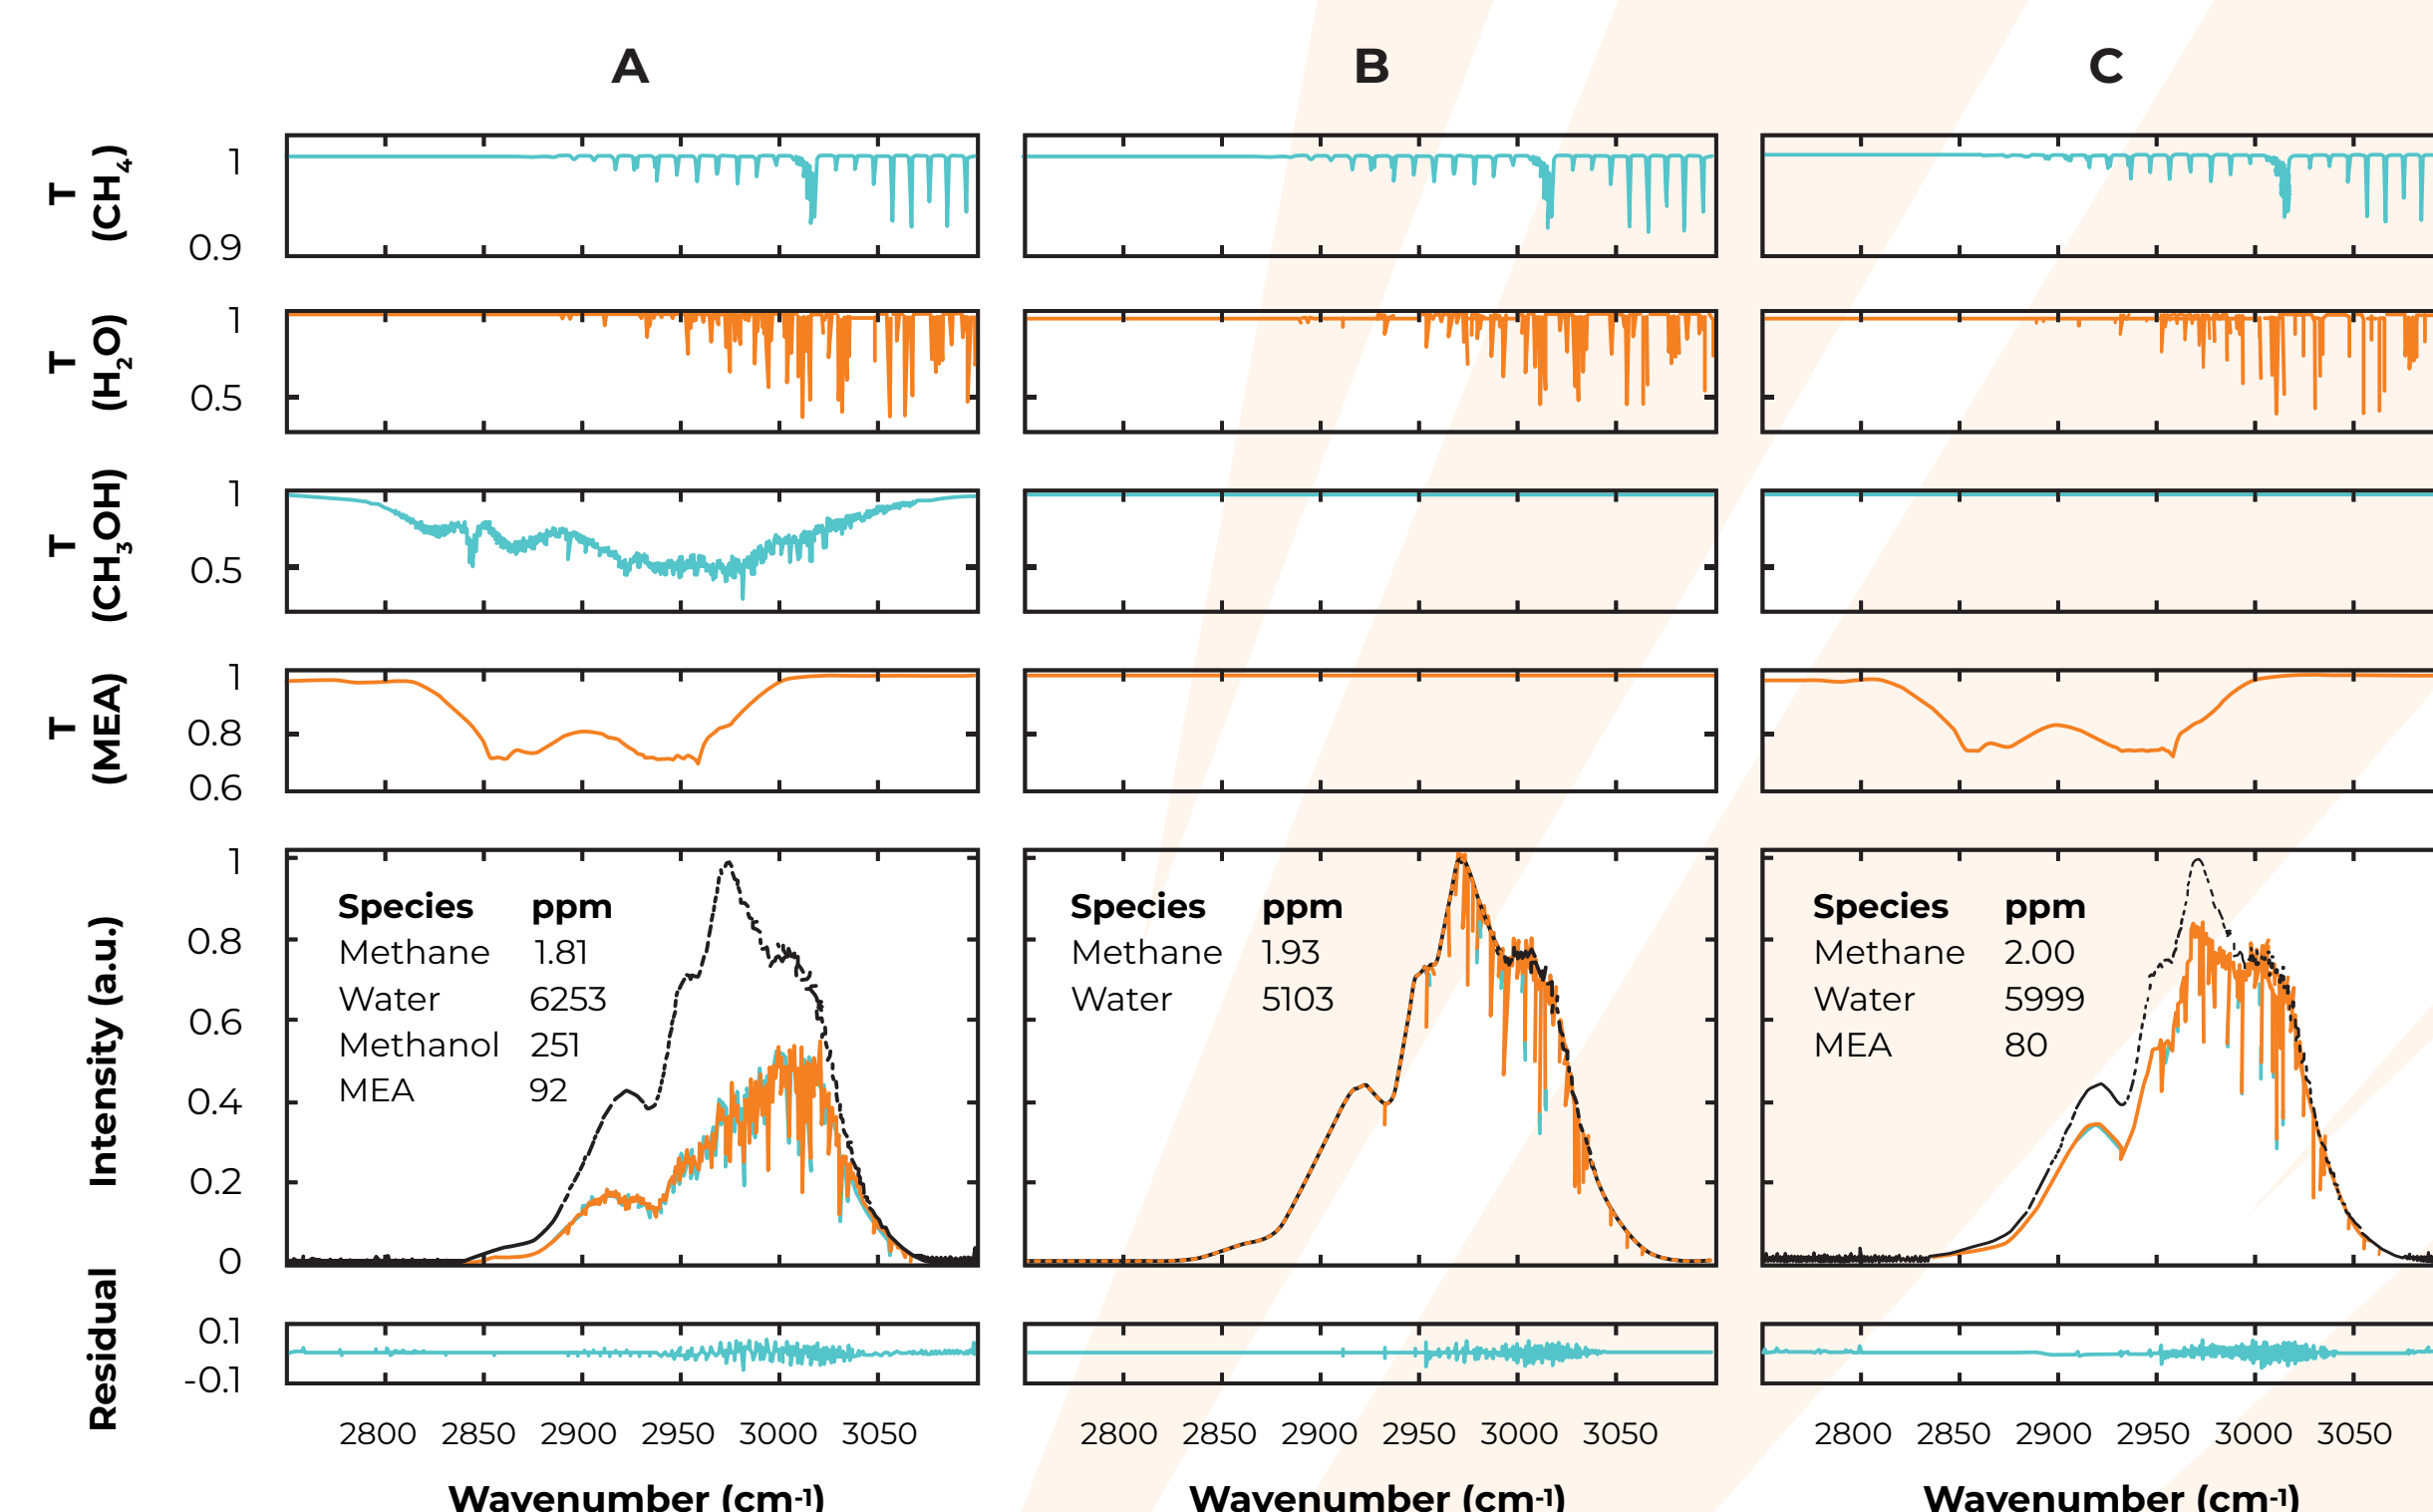 A B C
T
(CH4)
1
0.9
T
(H2O)
1
0.5
T
(CH3OH)
1
0.5
T
(MEA)
1
0.8
0.6
Intensity (a.u.)
1
0.8
0.6
0.4
0.2
0
Species ppm
Methane 1.81
Water 6253
Methanol 251
MEA 92
Species ppm
Methane 1.93
Water 5103
Species ppm
Methane 2.00
Water 5999
MEA 80
Residual
0.1
-0.1
2800 2850 2900 2950 3000 3050
2800 2850 2900 2950 3000 3050
2800 2850 2900 2950 3000 3050
Wavenumber (cm-1)
Wavenumber (cm-1)
Wavenumber (cm-1)